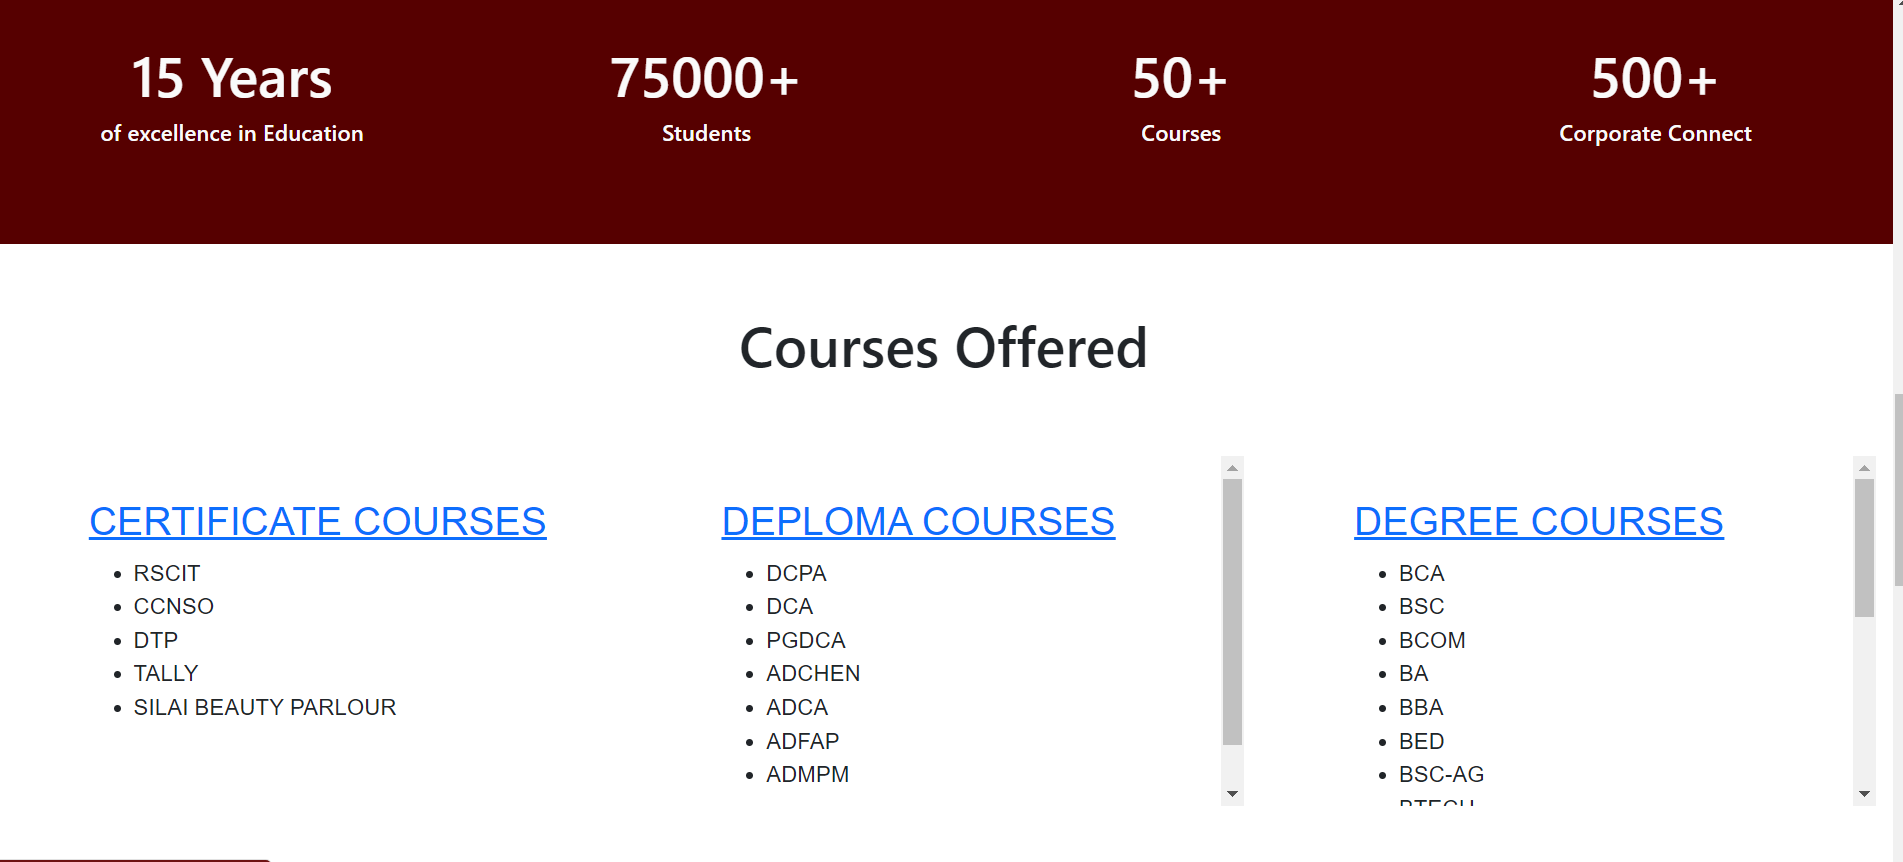 15 Years
of excellence in Education
75000+
Students
50+
Courses
500+
Corporate Connect
Courses Offered
CERTIFICATE COURSES
RSCIT
CCNSO
DTP
TALLY
SILAI BEAUTY PARLOUR
DEPLOMA COURSES
DCPA
DCA
PGDCA
ADCHEN
ADCA
ADFAP
ADMPM
DEGREE COURSES
BCA
BSC
BCOM
BA
BBA
BED
BSC-AG
BTECH